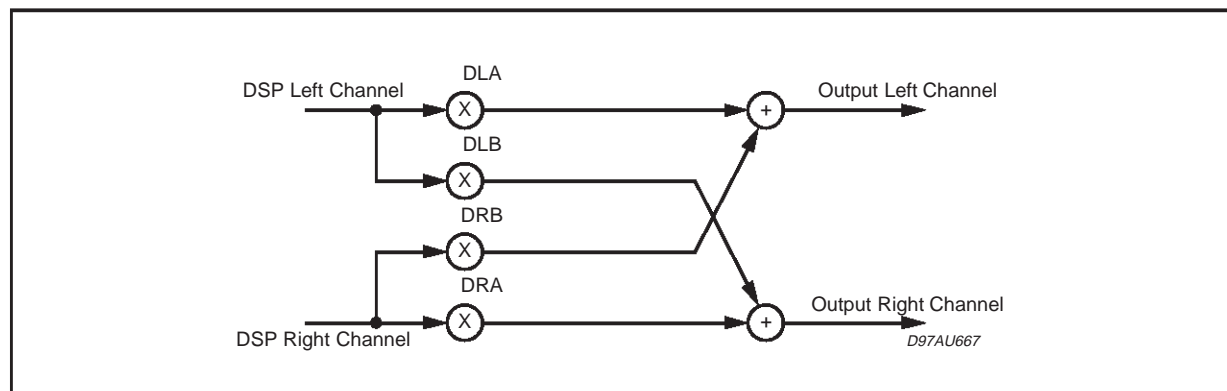 DLA
DSP Left Channel
Output Left Channel
X
+
DLB
X
DRB
X
DRA
Output Right Channel
X
+
DSP Right Channel
D97AU667